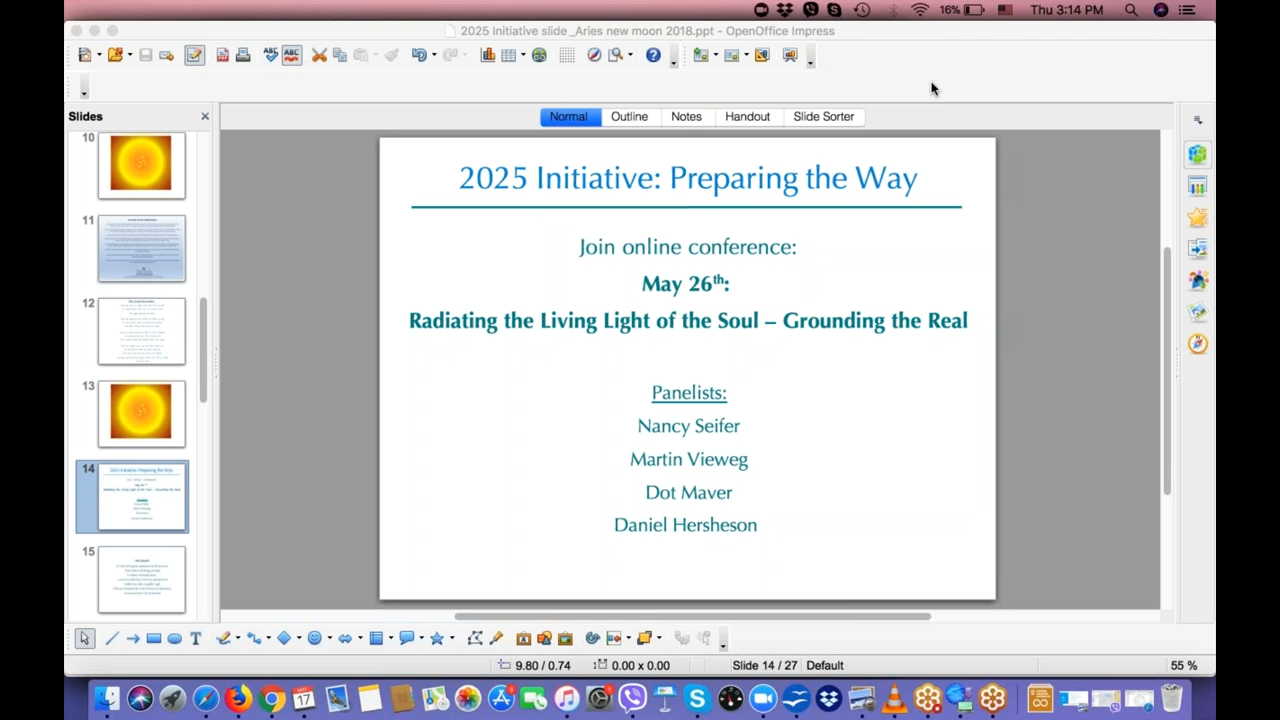 16%
Thu 3:14 PM
2025 Initiative slide _Aries new moon 2018.ppt - OpenOffice Impress
Slides
Normal
Outline
Notes
Handout
Slide Sorter
10
11
12
13
14
15
2025 Initiative: Preparing the Way
Join online conference:
May 26th:
Radiating the Living Light of the Soul – Grounding the Real
Panelists:
Nancy Seifer
Martin Vieweg
Dot Maver
Daniel Hersheson
9.80 / 0.74
0.00 x 0.00
Slide 14 / 27
Default
55 %
17